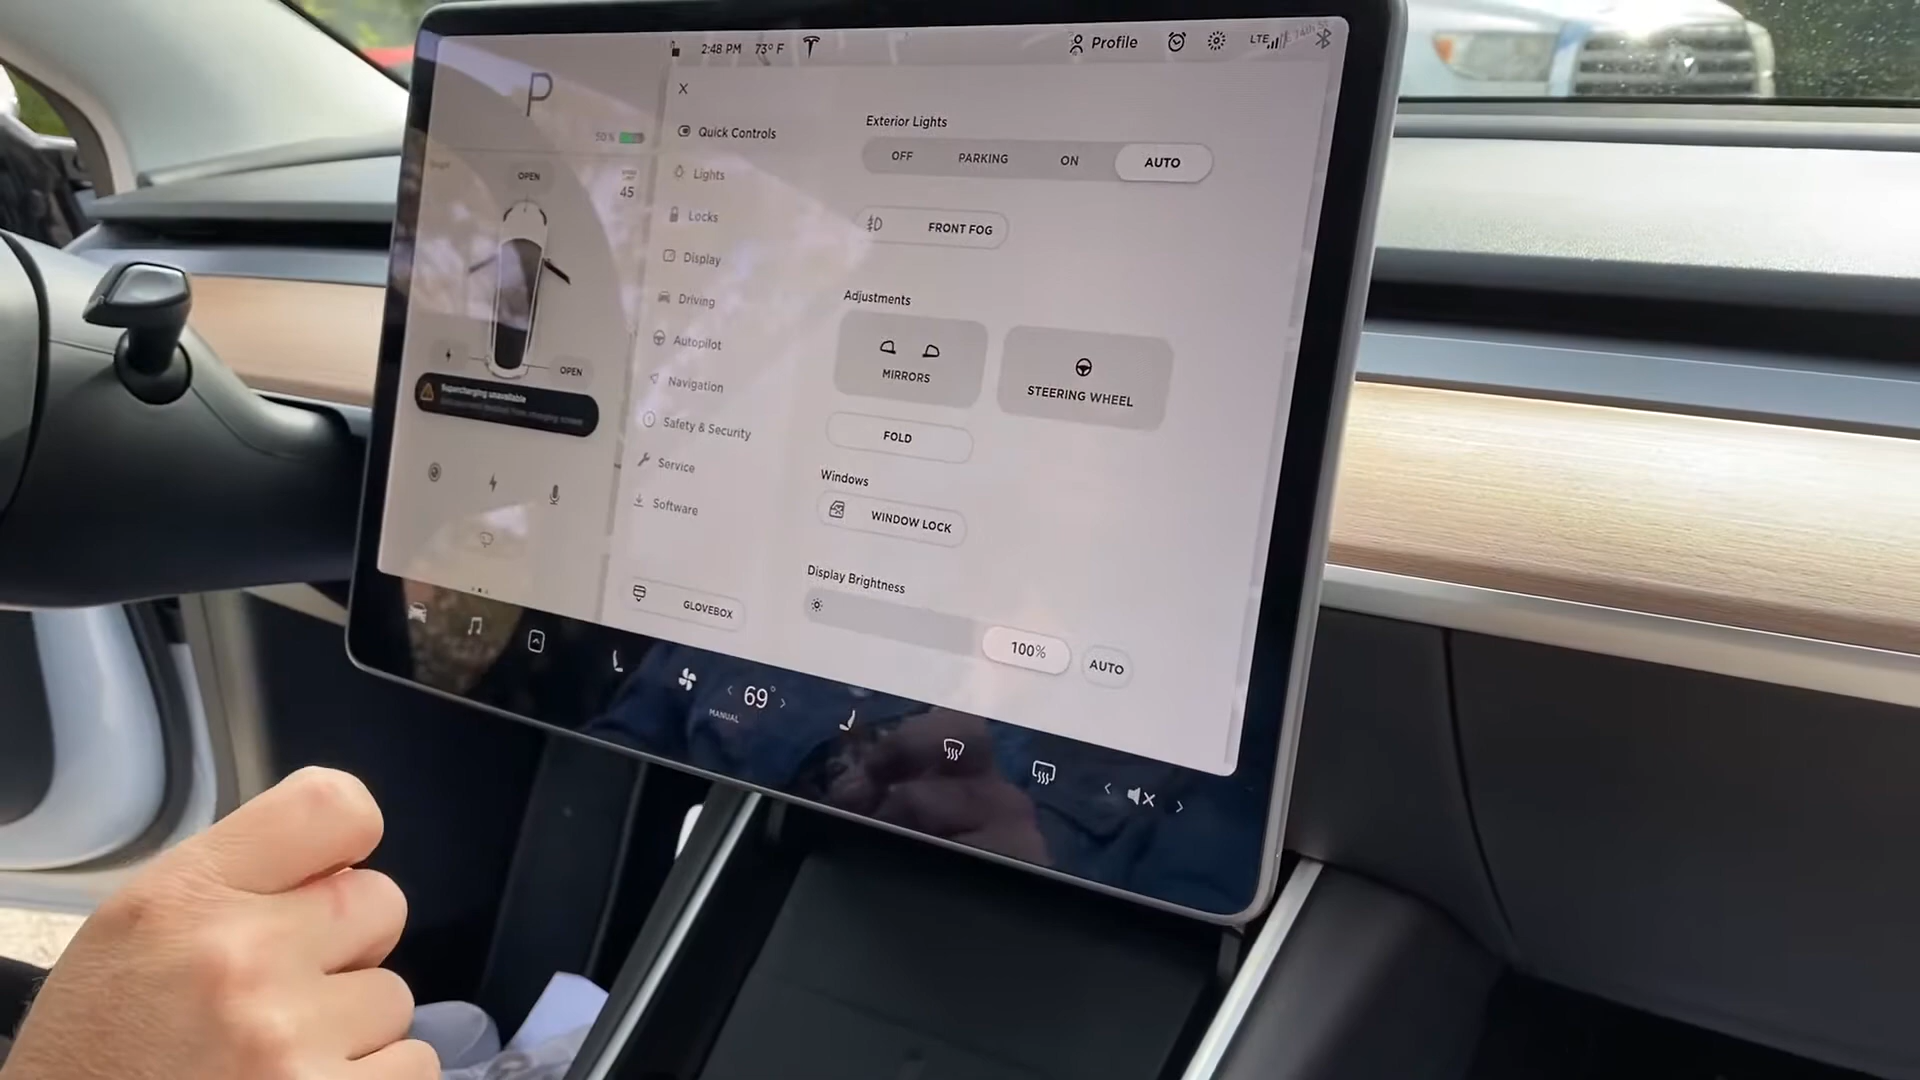 2:48 PM 73° F
Profile
LTE
P
50%
OPEN
45
OPEN
Supercharging unavailable
Quick Controls
Lights
Locks
Display
Driving
Autopilot
Navigation
Safety & Security
Service
Software
GLOVEBOX
Exterior Lights
OFF PARKING ON AUTO
FRONT FOG
Adjustments
MIRRORS
STEERING WHEEL
FOLD
Windows
WINDOW LOCK
Display Brightness
100%
AUTO
69°
MANUAL